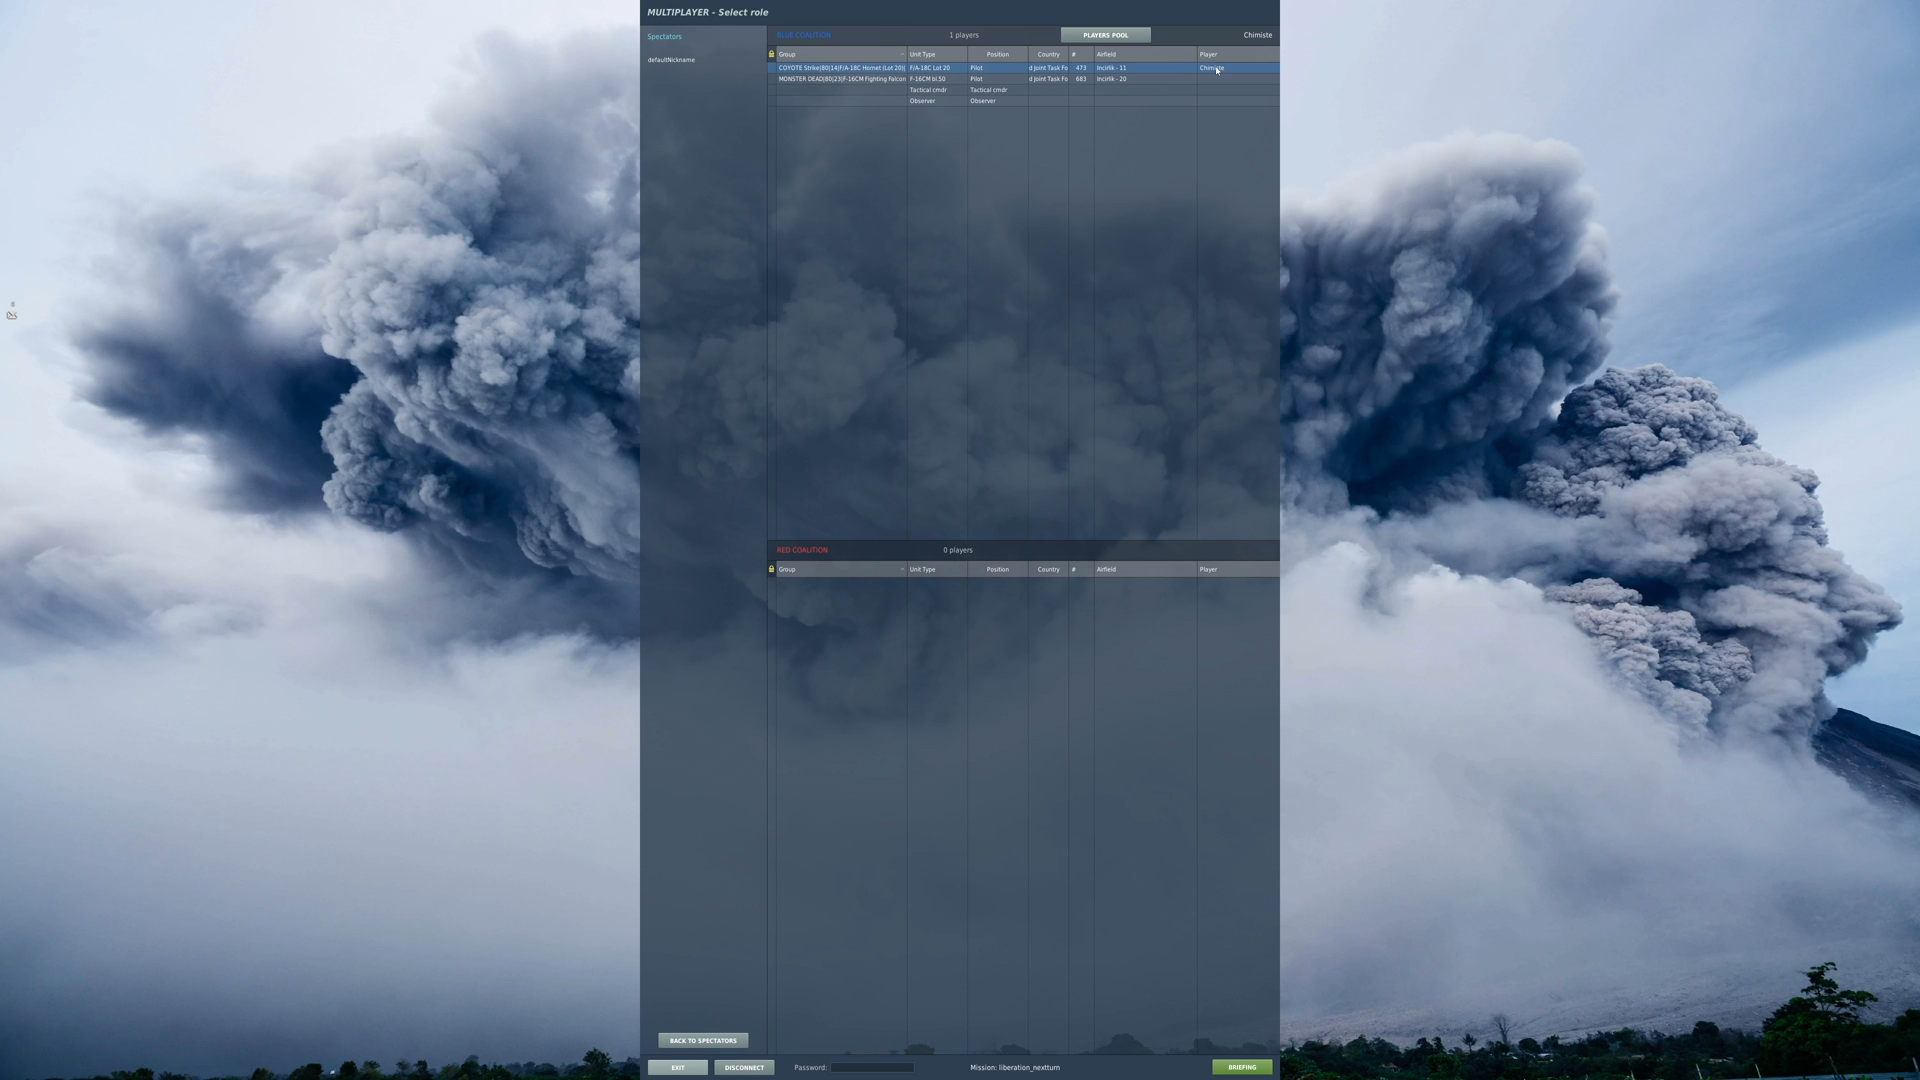 MULTIPLAYER - Select role
Spectators
defaultNickname
BLUE COALITION 1 players PLAYERS POOL Chimiste
Group Unit Type Position Country # Airfield Player
COYOTE Strike|80|14|F/A-18C Hornet (Lot 20)| F/A-18C Lot 20 Pilot d Joint Task Fo 473 Incirlik - 11 Chimiste
MONSTER DEAD|80|23|F-16CM Fighting Falcon F-16CM bl.50 Pilot d Joint Task Fo 683 Incirlik - 20
Tactical cmdr Tactical cmdr
Observer Observer
RED COALITION 0 players
Group Unit Type Position Country # Airfield Player
BACK TO SPECTATORS
EXIT DISCONNECT Password: Mission: liberation_nextturn BRIEFING